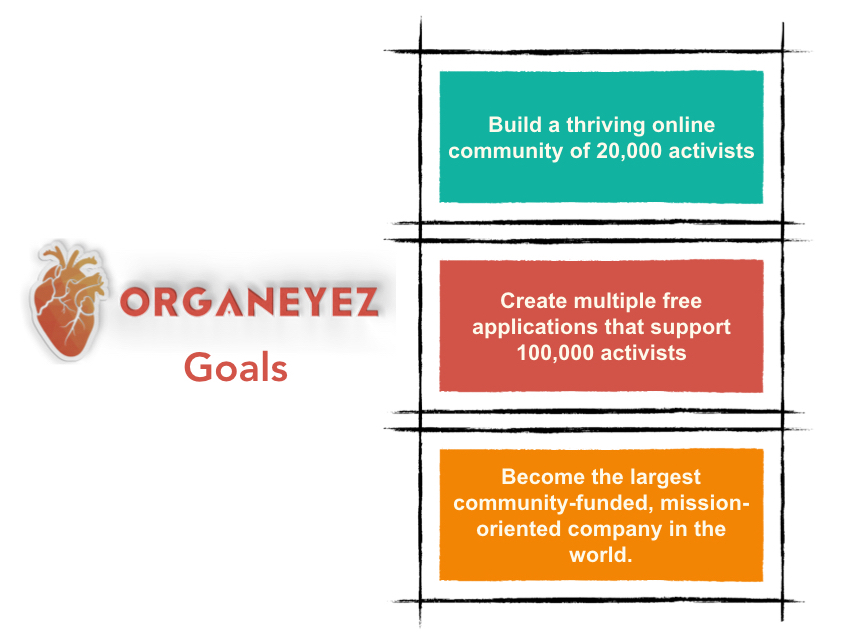 ORGANEYEZ
Goals
Build a thriving online
community of 20,000 activists
Create multiple free
applications that support
100,000 activists
Become the largest
community-funded, mission-
oriented company in the
world.